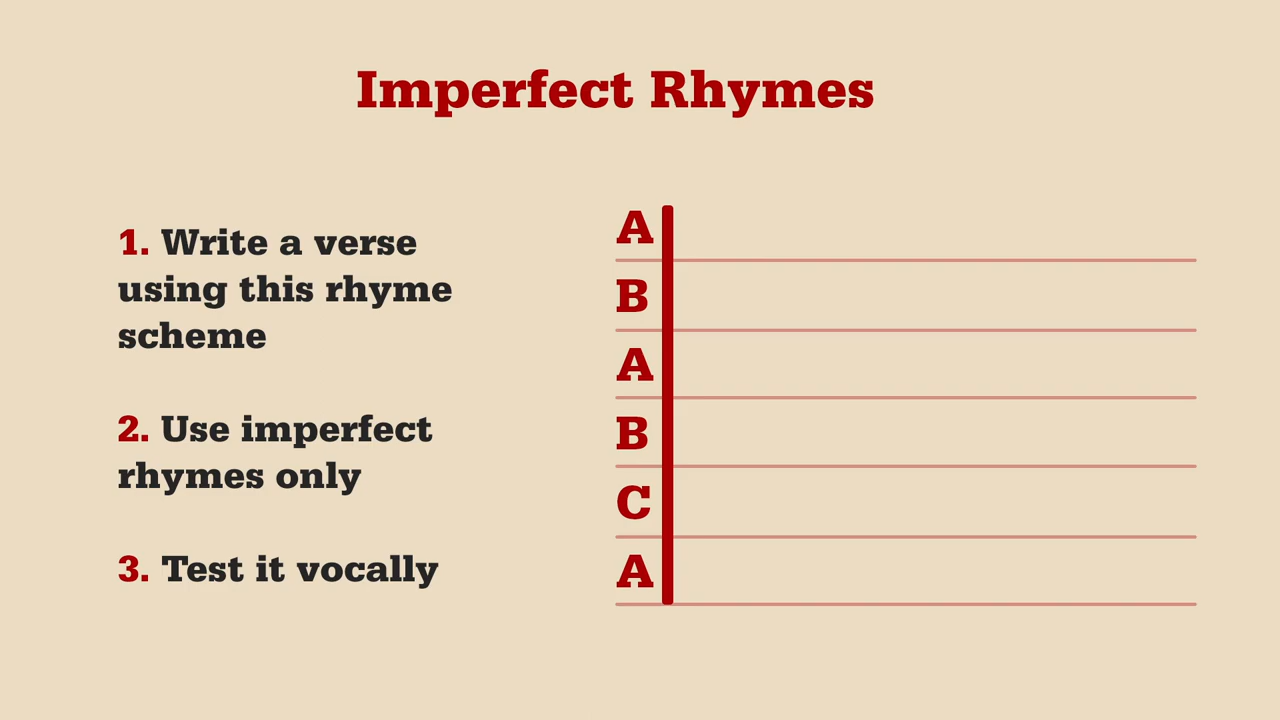 Imperfect Rhymes
1. Write a verse
using this rhyme
scheme
2. Use imperfect
rhymes only
3. Test it vocally
A
B
A
B
C
A